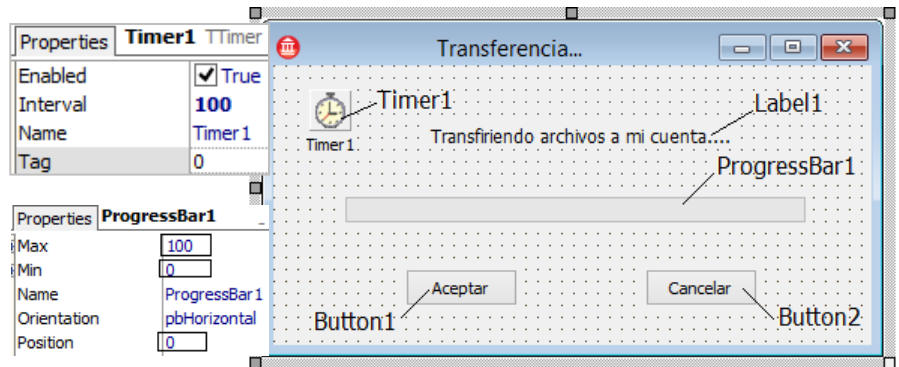 Properties Timer1 TTimer
Enabled True
Interval 100
Name Timer1
Tag 0
Properties ProgressBar1
Max 100
Min 0
Name ProgressBar1
Orientation pbHorizontal
Position 0
Transferencia...
Timer1
Label1
Timer1
Transfiriendo archivos a mi cuenta....
ProgressBar1
Aceptar
Cancelar
Button1
Button2